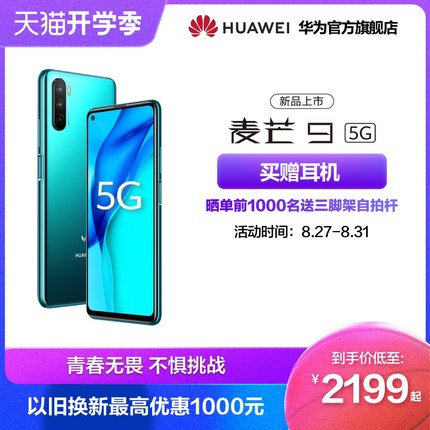 天猫开学季
HUAWEI 华为官方旗舰店
新品上市
麦芒9 5G
买赠耳机
晒单前1000名送三脚架自拍杆
活动时间：8.27-8.31
5G
HUAWEI
青春无畏 不惧挑战
以旧换新最高优惠1000元
到手价低至:
¥2199起